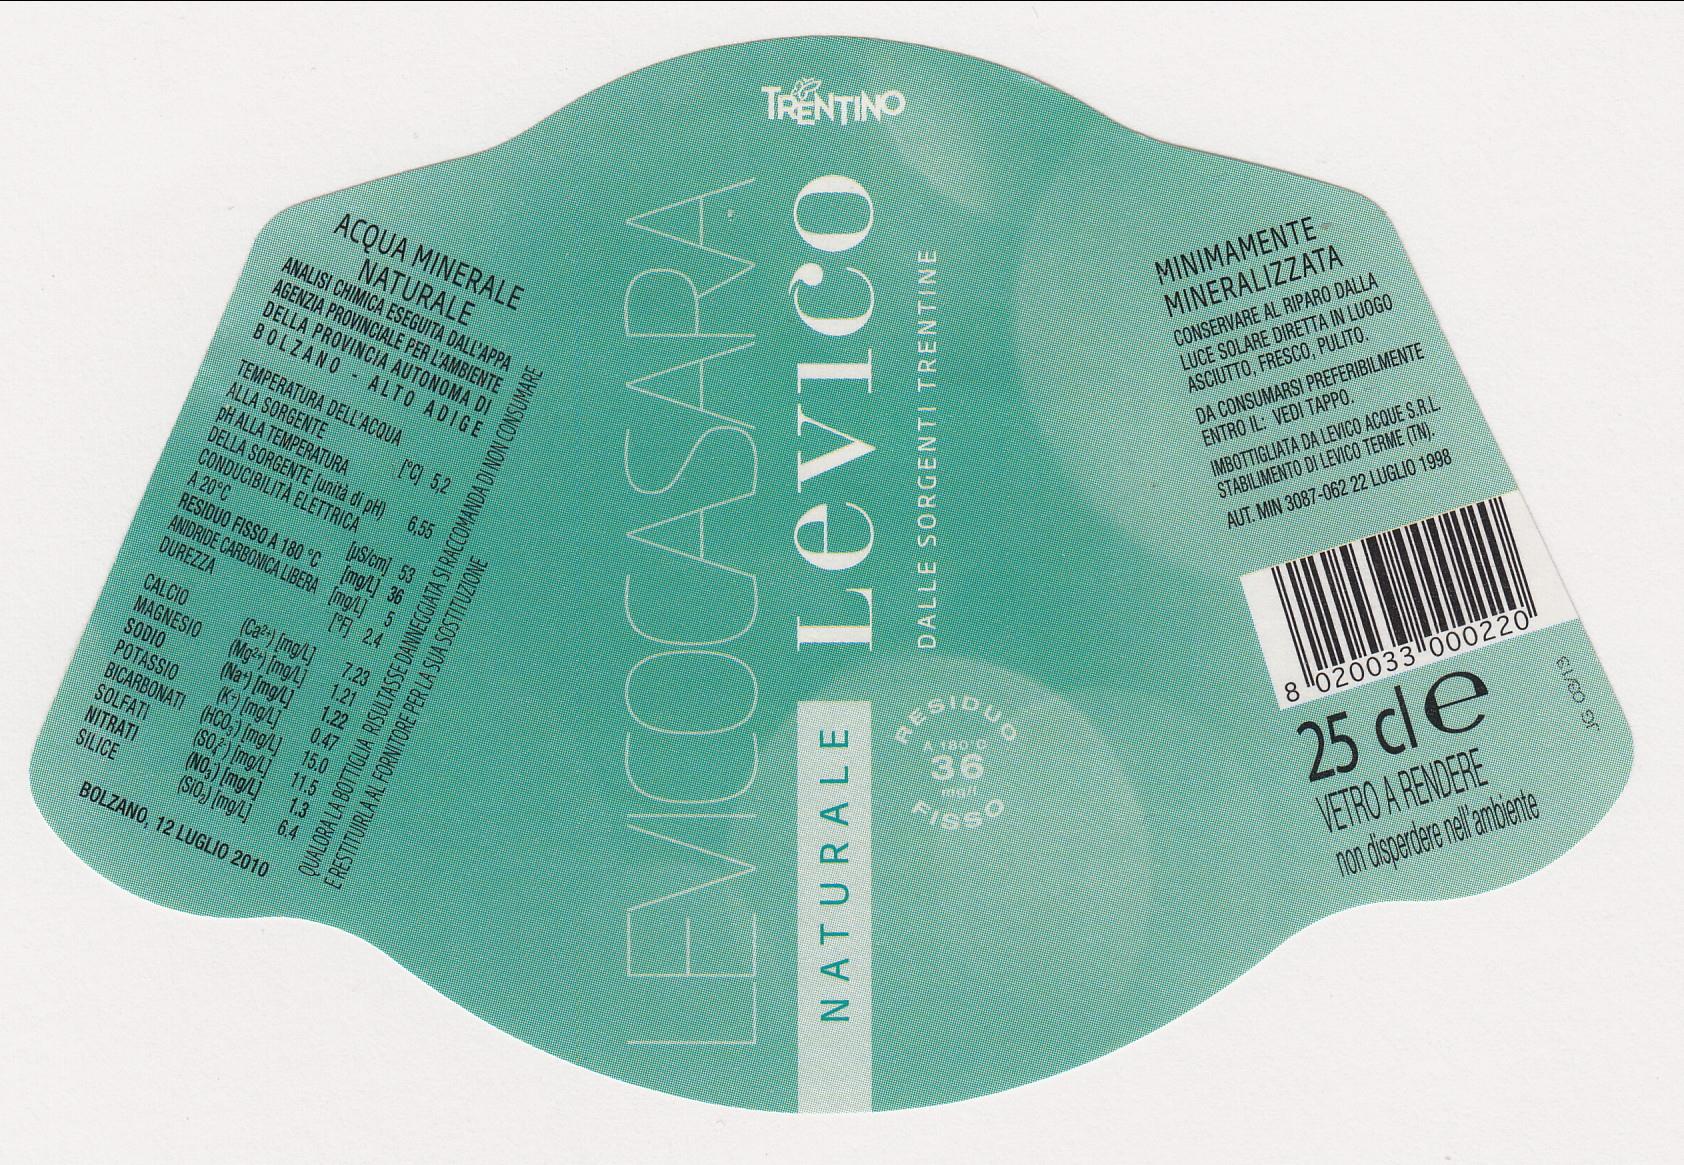 TRENTINO
ACQUA MINERALE
NATURALE
ANALISI CHIMICA ESEGUITA DALL'APPA
AGENZIA PROVINCIALE PER L'AMBIENTE
DELLA PROVINCIA AUTONOMA DI
BOLZANO - ALTO ADIGE
TEMPERATURA DELL'ACQUA
ALLA SORGENTE [°C] 5,2
pH ALLA TEMPERATURA
DELLA SORGENTE (unità di pH) 6,55
CONDUCIBILITÀ ELETTRICA
A 20°C [µS/cm] 53
RESIDUO FISSO A 180 °C [mg/L] 36
ANIDRIDE CARBONICA LIBERA [mg/L] 5
DUREZZA [°F] 2.4
CALCIO (Ca²⁺) [mg/L] 7.23
MAGNESIO (Mg²⁺) [mg/L] 1.21
SODIO (Na⁺) [mg/L] 1.22
POTASSIO (K⁺) [mg/L] 0.47
BICARBONATI (HCO₃⁻) [mg/L] 15.0
SOLFATI (SO₄²⁻) [mg/L] 11.5
NITRATI (NO₃⁻) [mg/L] 1.3
SILICE (SiO₂) [mg/L] 6.4
BOLZANO, 12 LUGLIO 2010
QUALORA LA BOTTIGLIA RISULTASSE DANNEGGIATA SI RACCOMANDA DI NON CONSUMARE
E RESTITUIRLA AL FORNITORE PER LA SUA SOSTITUZIONE
LEVICOCASARA
Levico
NATURALE
DALLE SORGENTI TRENTINE
RESIDUO
A 180°C
36
mg/l
FISSO
MINIMAMENTE
MINERALIZZATA
CONSERVARE AL RIPARO DALLA
LUCE SOLARE DIRETTA IN LUOGO
ASCIUTTO, FRESCO, PULITO.
DA CONSUMARSI PREFERIBILMENTE
ENTRO IL: VEDI TAPPO.
IMBOTTIGLIATA DA LEVICO ACQUE S.R.L.
STABILIMENTO DI LEVICO TERME (TN).
AUT. MIN 3087-062 22 LUGLIO 1998
8 020033 000220
25 cl e
VETRO A RENDERE
non disperdere nell'ambiente
JG 03/13